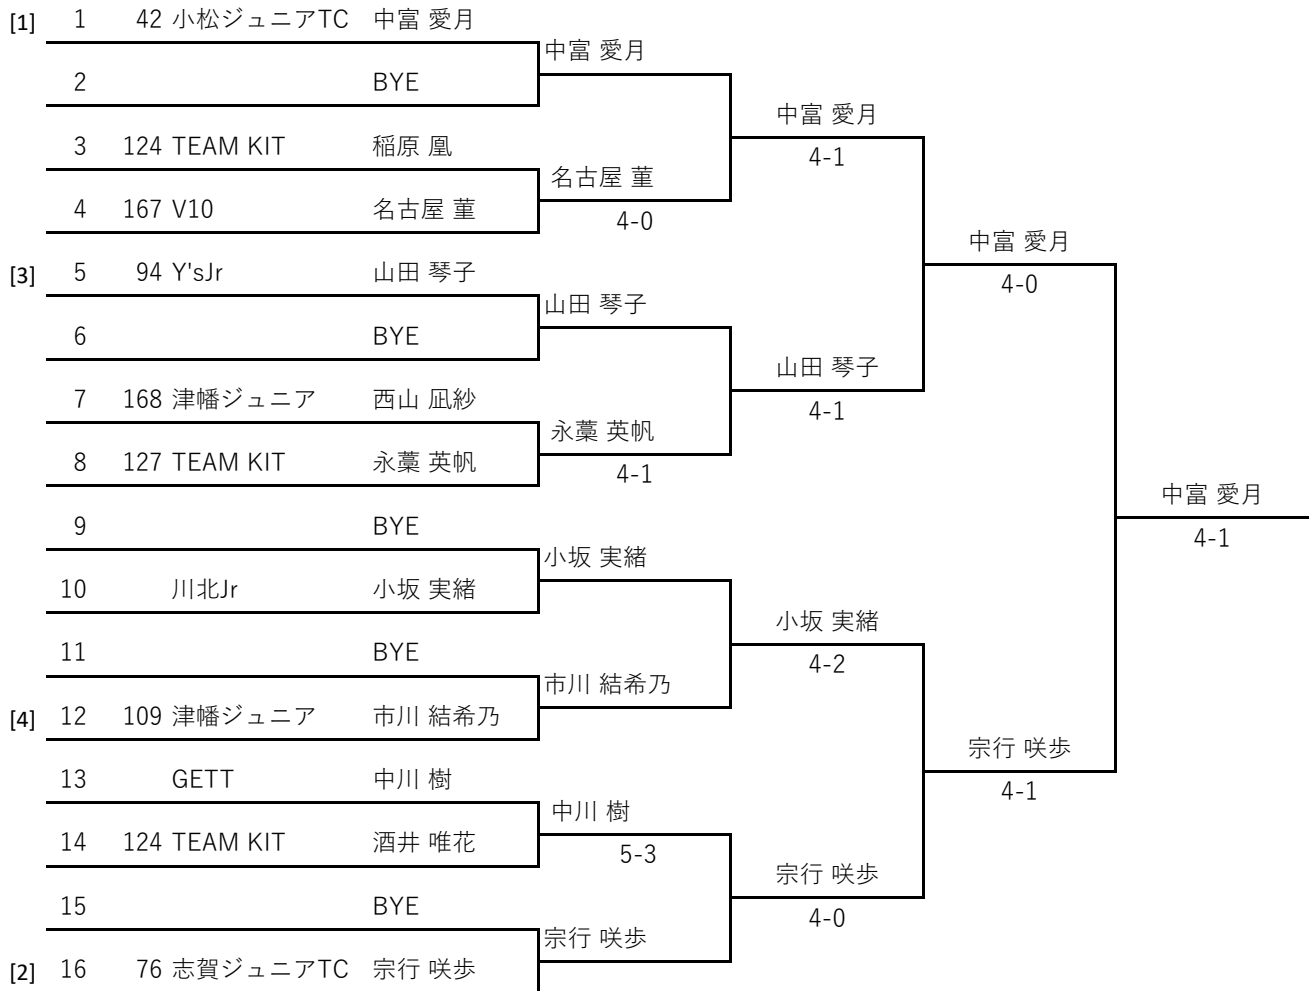 [1] 1 42 小松ジュニアTC 中富 愛月
中富 愛月
2 BYE
中富 愛月
4-1
3 124 TEAM KIT 稲原 凰
名古屋 菫
4-0
4 167 V10 名古屋 菫
中富 愛月
4-0
[3] 5 94 Y'sJr 山田 琴子
山田 琴子
6 BYE
山田 琴子
4-1
7 168 津幡ジュニア 西山 凪紗
永藁 英帆
4-1
8 127 TEAM KIT 永藁 英帆
中富 愛月
4-1
9 BYE
小坂 実緒
10 川北Jr 小坂 実緒
小坂 実緒
4-2
11 BYE
市川 結希乃
[4] 12 109 津幡ジュニア 市川 結希乃
宗行 咲歩
4-1
13 GETT 中川 樹
中川 樹
5-3
14 124 TEAM KIT 酒井 唯花
宗行 咲歩
4-0
15 BYE
宗行 咲歩
[2] 16 76 志賀ジュニアTC 宗行 咲歩